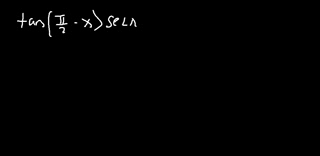 tan(π/2 - x) sec x